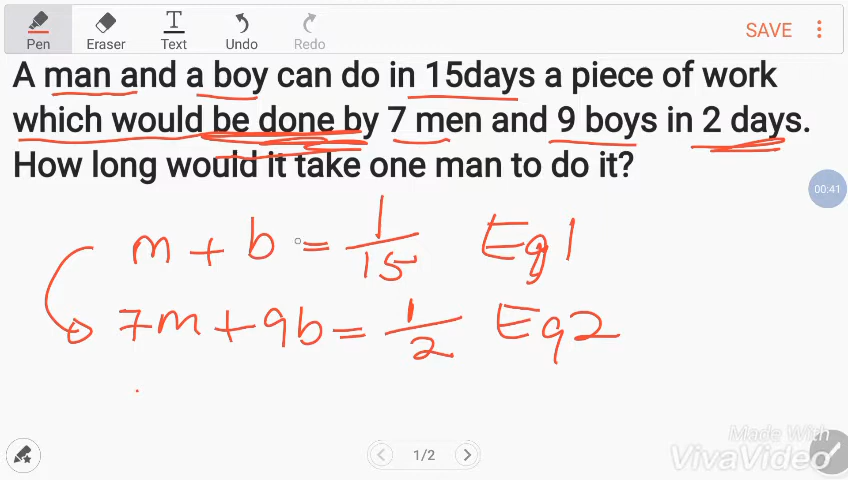 Pen Eraser Text Undo Redo SAVE
A man and a boy can do in 15days a piece of work
which would be done by 7 men and 9 boys in 2 days.
How long would it take one man to do it?
00:41
m + b = 1/15 Eq1
7m + 9b = 1/2 Eq2
1/2
Made With
VivaVideo